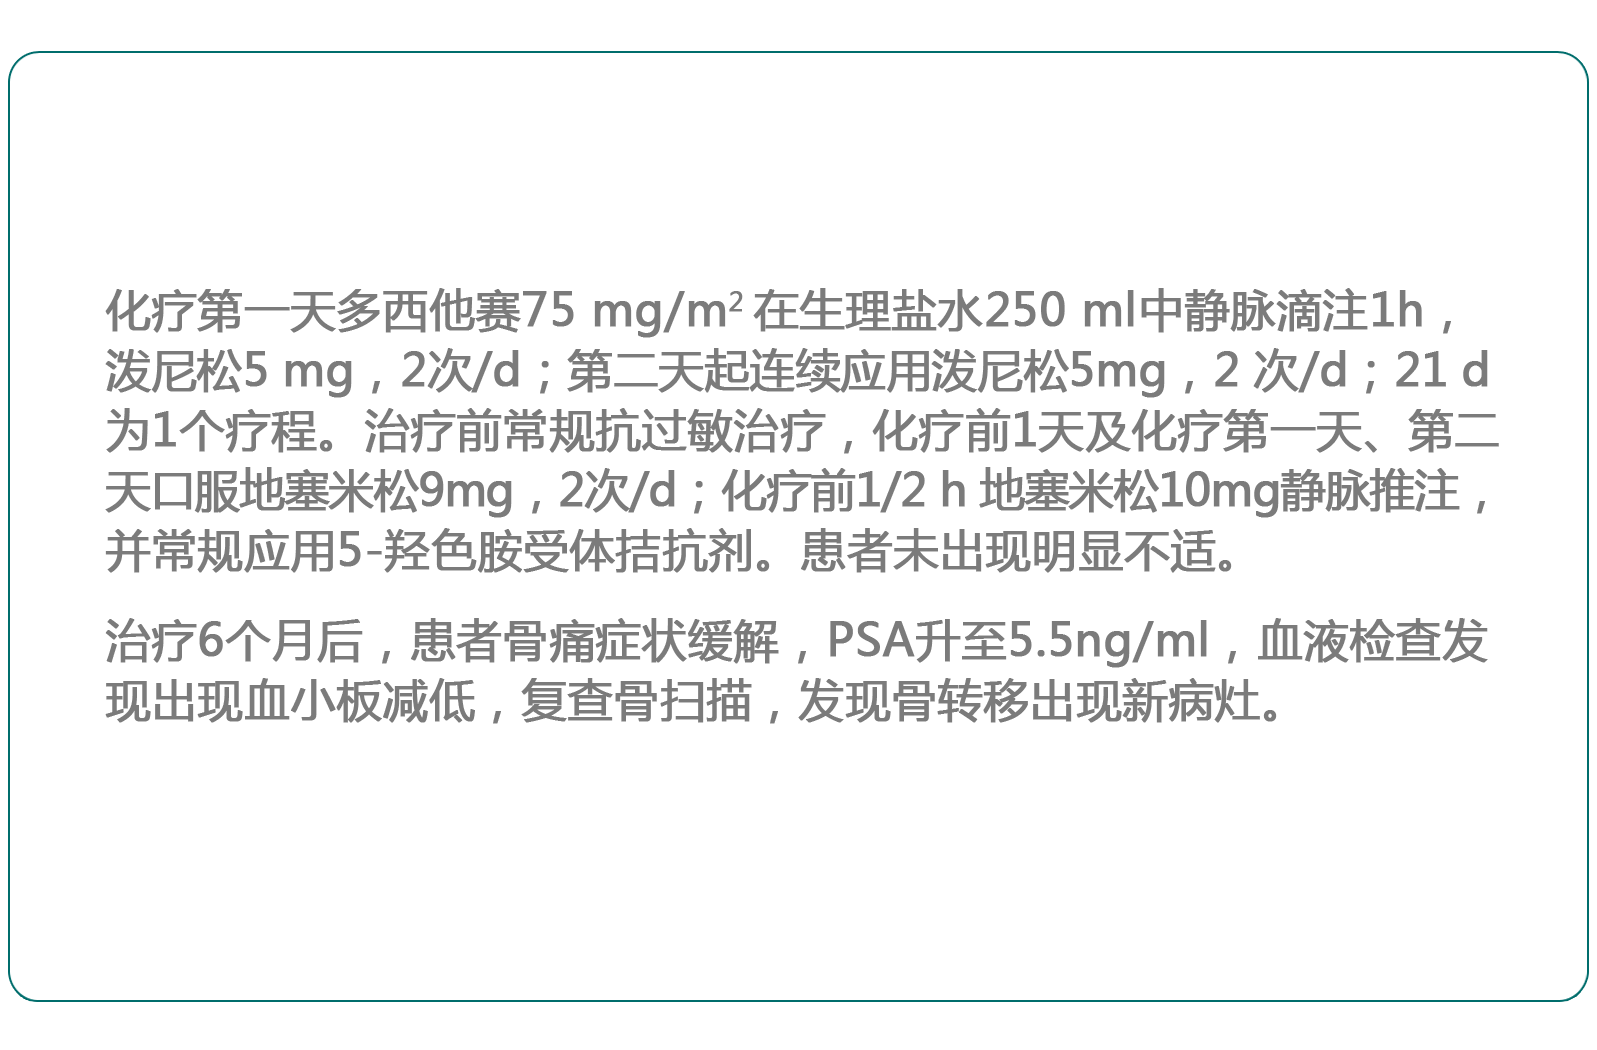 化疗第一天多西他赛75 mg/m² 在生理盐水250 ml中静脉滴注1h，
泼尼松5 mg，2次/d；第二天起连续应用泼尼松5mg，2 次/d；21 d
为1个疗程。治疗前常规抗过敏治疗，化疗前1天及化疗第一天、第二
天口服地塞米松9mg，2次/d；化疗前1/2 h 地塞米松10mg静脉推注，
并常规应用5-羟色胺受体拮抗剂。患者未出现明显不适。
治疗6个月后，患者骨痛症状缓解，PSA升至5.5ng/ml，血液检查发
现出现血小板减低，复查骨扫描，发现骨转移出现新病灶。